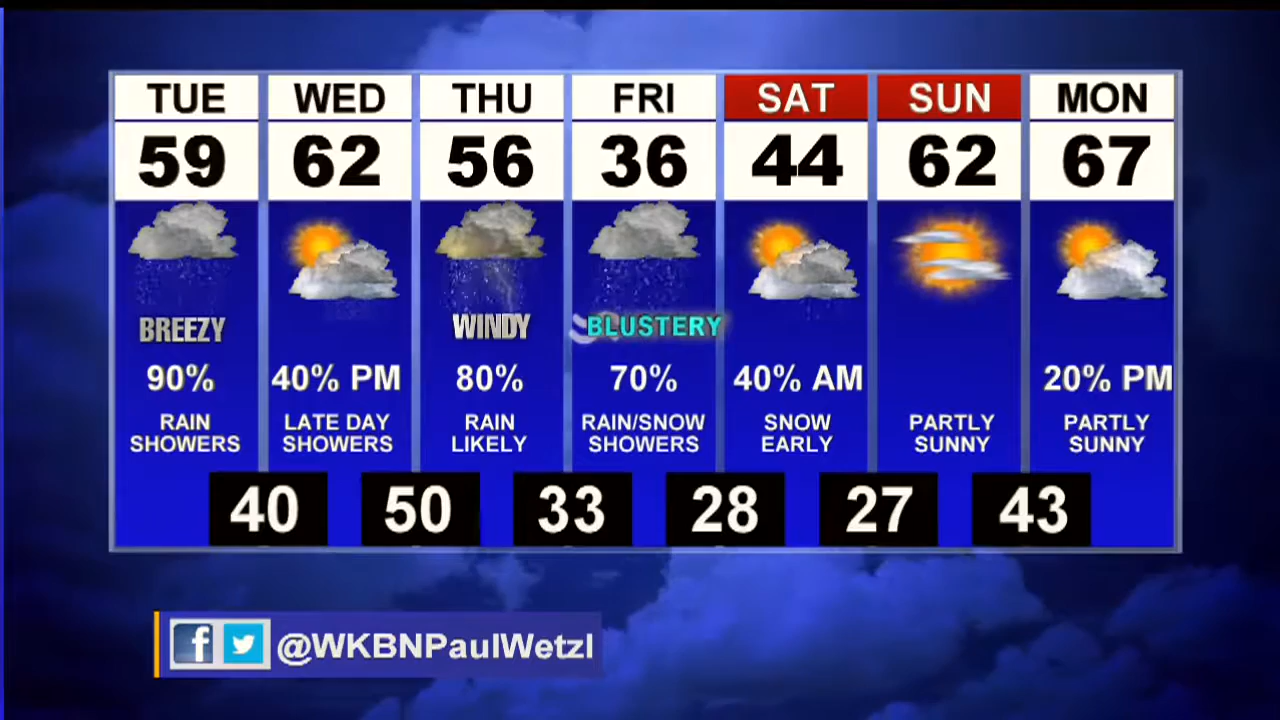 TUE WED THU FRI SAT SUN MON
59 62 56 36 44 62 67
BREEZY WINDY BLUSTERY
90% 40% PM 80% 70% 40% AM 20% PM
RAIN LATE DAY RAIN RAIN/SNOW SNOW PARTLY PARTLY
SHOWERS SHOWERS LIKELY SHOWERS EARLY SUNNY SUNNY
40 50 33 28 27 43
f @WKBNPaulWetzl